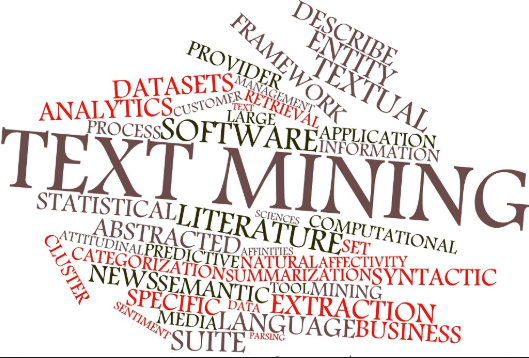 DESCRIBE
ENTITY
FRAMEWORK
TEXTUAL
PROVIDER
DATASETS MANAGEMENT
ANALYTICS CUSTOMER TEXT RETRIEVAL
LARGE
PROCESS SOFTWARE APPLICATION
INFORMATION
TEXT MINING
STATISTICAL LITERATURE SCIENCES COMPUTATIONAL
ABSTRACTED SET
ATTITUDINAL PREDICTIVE AFFINITIES
CATEGORIZATION NATURAL AFFECTIVITY
CLUSTER SUMMARIZATION SYNTACTIC
NEWS SEMANTIC TOOL MINING
SPECIFIC DATA EXTRACTION
SENTIMENT MEDIA LANGUAGE BUSINESS
SUITE PARSING